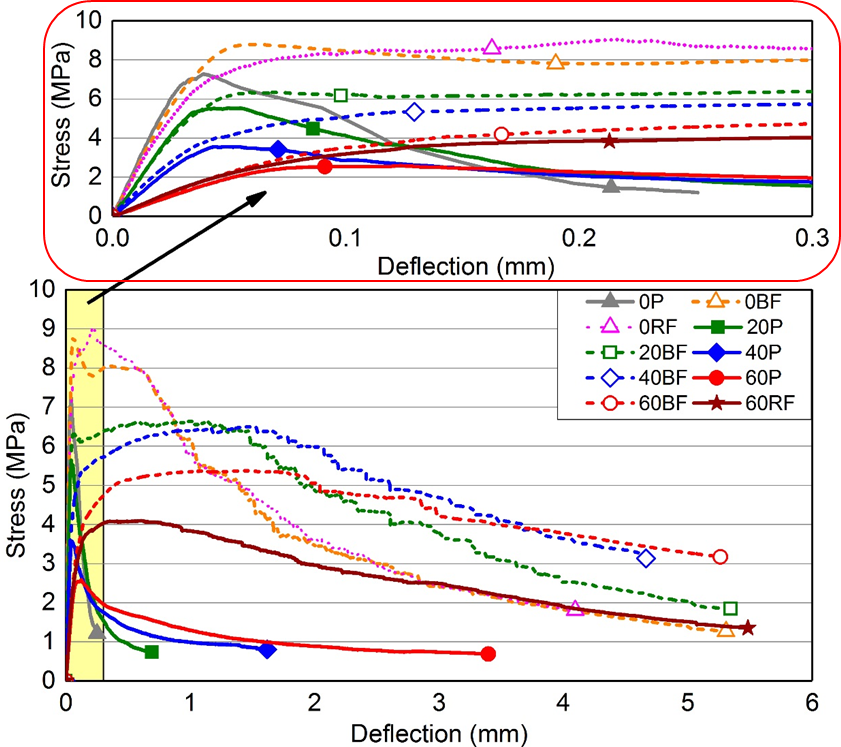 10
8
6
4
2
0
Stress (MPa)
0.0 0.1 0.2 0.3
Deflection (mm)
10
9
8
7
6
5
4
3
2
1
0
Stress (MPa)
0P 0BF
0RF 20P
20BF 40P
40BF 60P
60BF 60RF
0 1 2 3 4 5 6
Deflection (mm)